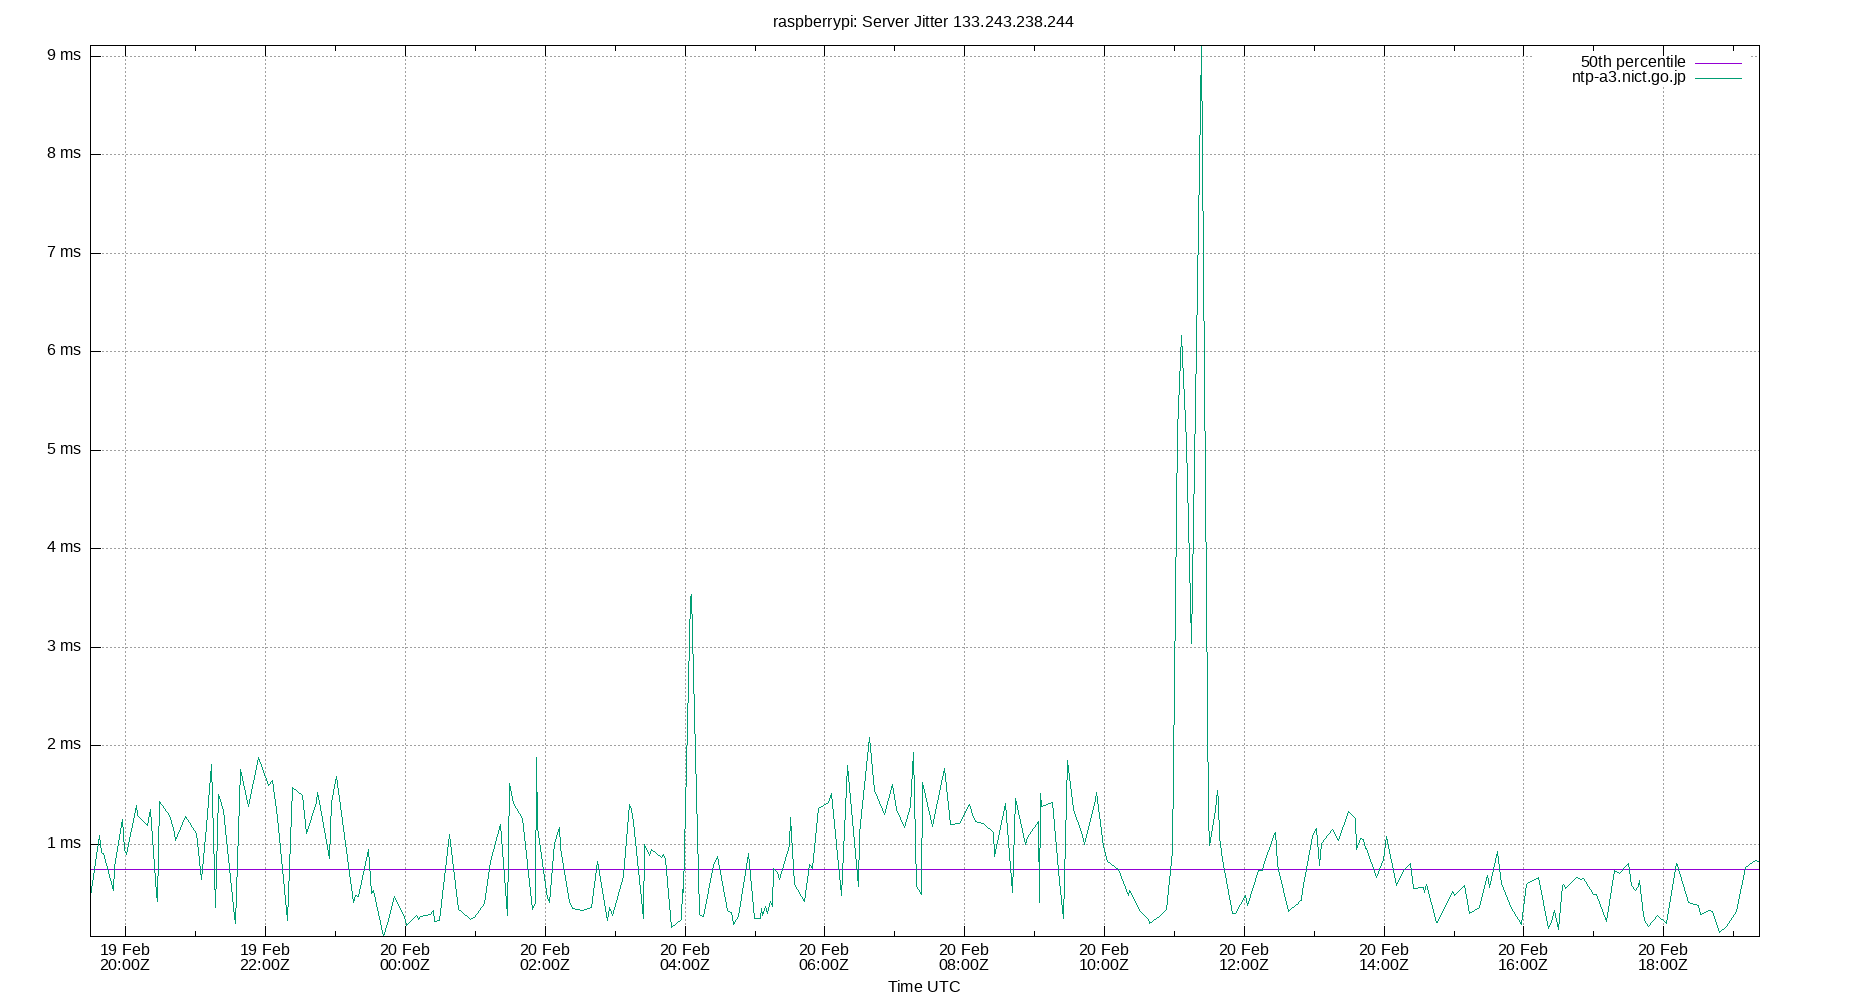 raspberrypi: Server Jitter 133.243.238.244
9 ms
8 ms
7 ms
6 ms
5 ms
4 ms
3 ms
2 ms
1 ms
50th percentile
ntp-a3.nict.go.jp
19 Feb 19 Feb 20 Feb 20 Feb 20 Feb 20 Feb 20 Feb 20 Feb 20 Feb 20 Feb 20 Feb 20 Feb
20:00Z 22:00Z 00:00Z 02:00Z 04:00Z 06:00Z 08:00Z 10:00Z 12:00Z 14:00Z 16:00Z 18:00Z
Time UTC